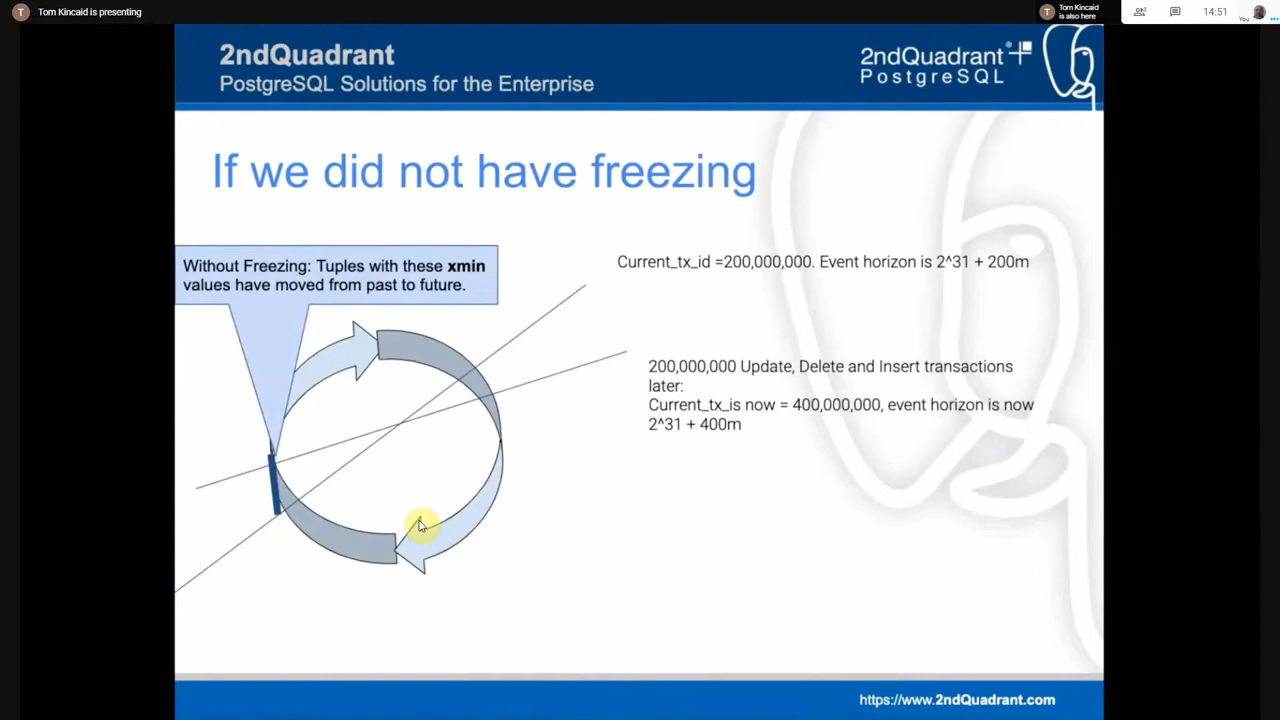 Tom Kincaid is presenting
Tom Kincaid
is also here
3
14:51
You
T
T
2ndQuadrant
PostgreSQL Solutions for the Enterprise
2ndQuadrant®+
PostgreSQL
If we did not have freezing
Without Freezing: Tuples with these xmin
values have moved from past to future.
Current_tx_id =200,000,000. Event horizon is 2^31 + 200m
200,000,000 Update, Delete and Insert transactions
later:
Current_tx_is now = 400,000,000, event horizon is now
2^31 + 400m
https://www.2ndQuadrant.com